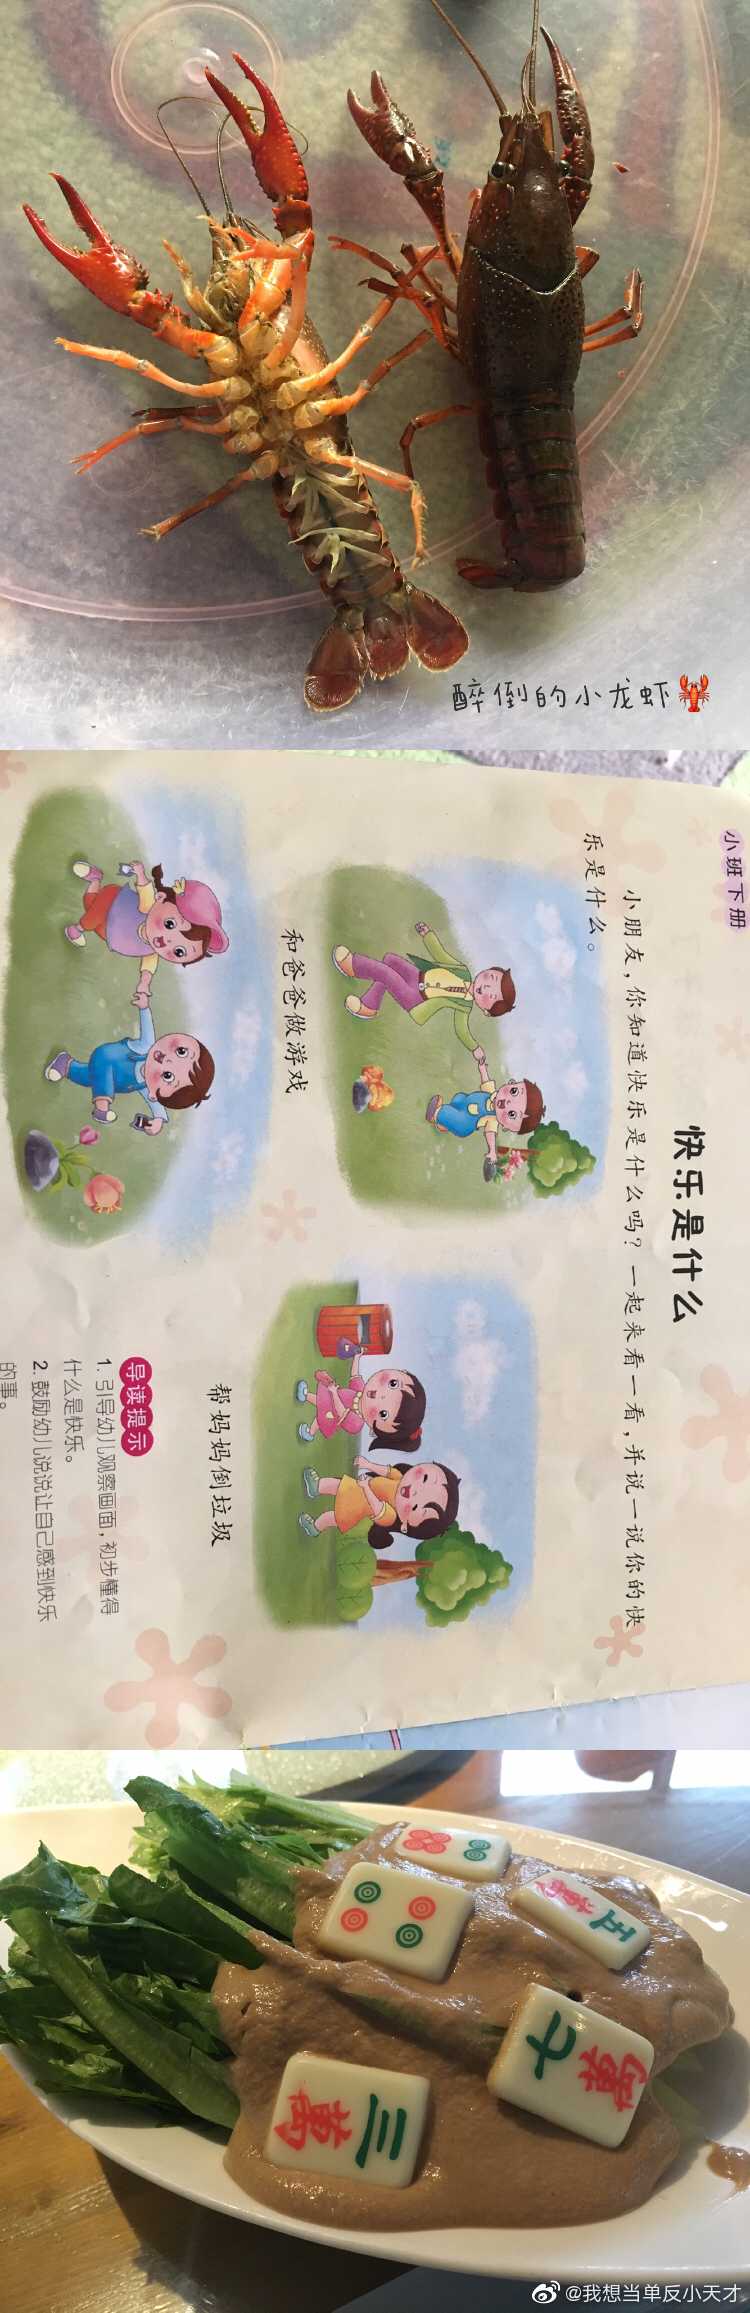 醉倒的小龙虾
小班下册
快乐是什么
小朋友，你知道快乐是什么吗？一起来看一看，并说一说你的快
乐是什么。
和爸爸做游戏
帮妈妈倒垃圾
导读提示
1. 引导幼儿观察画面，初步懂得
什么是快乐。
2. 鼓励幼儿说说让自己感到快乐
的事。
五萬
七萬
三萬
@我想当单反小天才